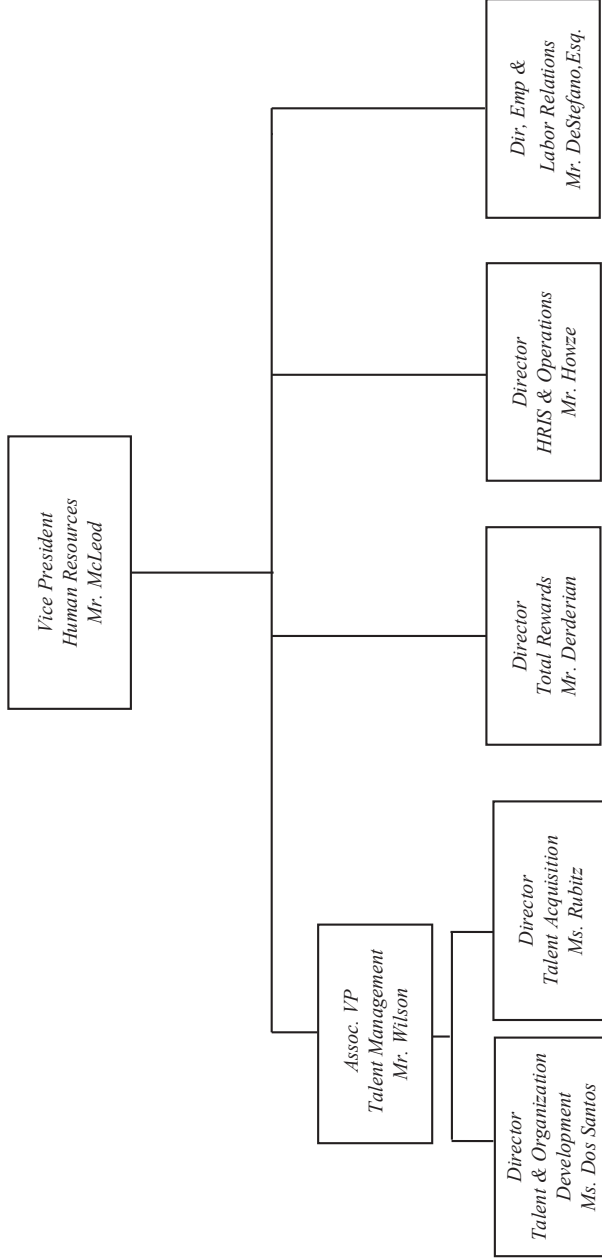 Vice President
Human Resources
Mr. McLeod
Assoc. VP
Talent Management
Mr. Wilson
Director
Talent & Organization
Development
Ms. Dos Santos
Director
Talent Acquisition
Ms. Rubitz
Director
Total Rewards
Mr. Derderian
Director
HRIS & Operations
Mr. Howze
Dir, Emp &
Labor Relations
Mr. DeStefano,Esq.